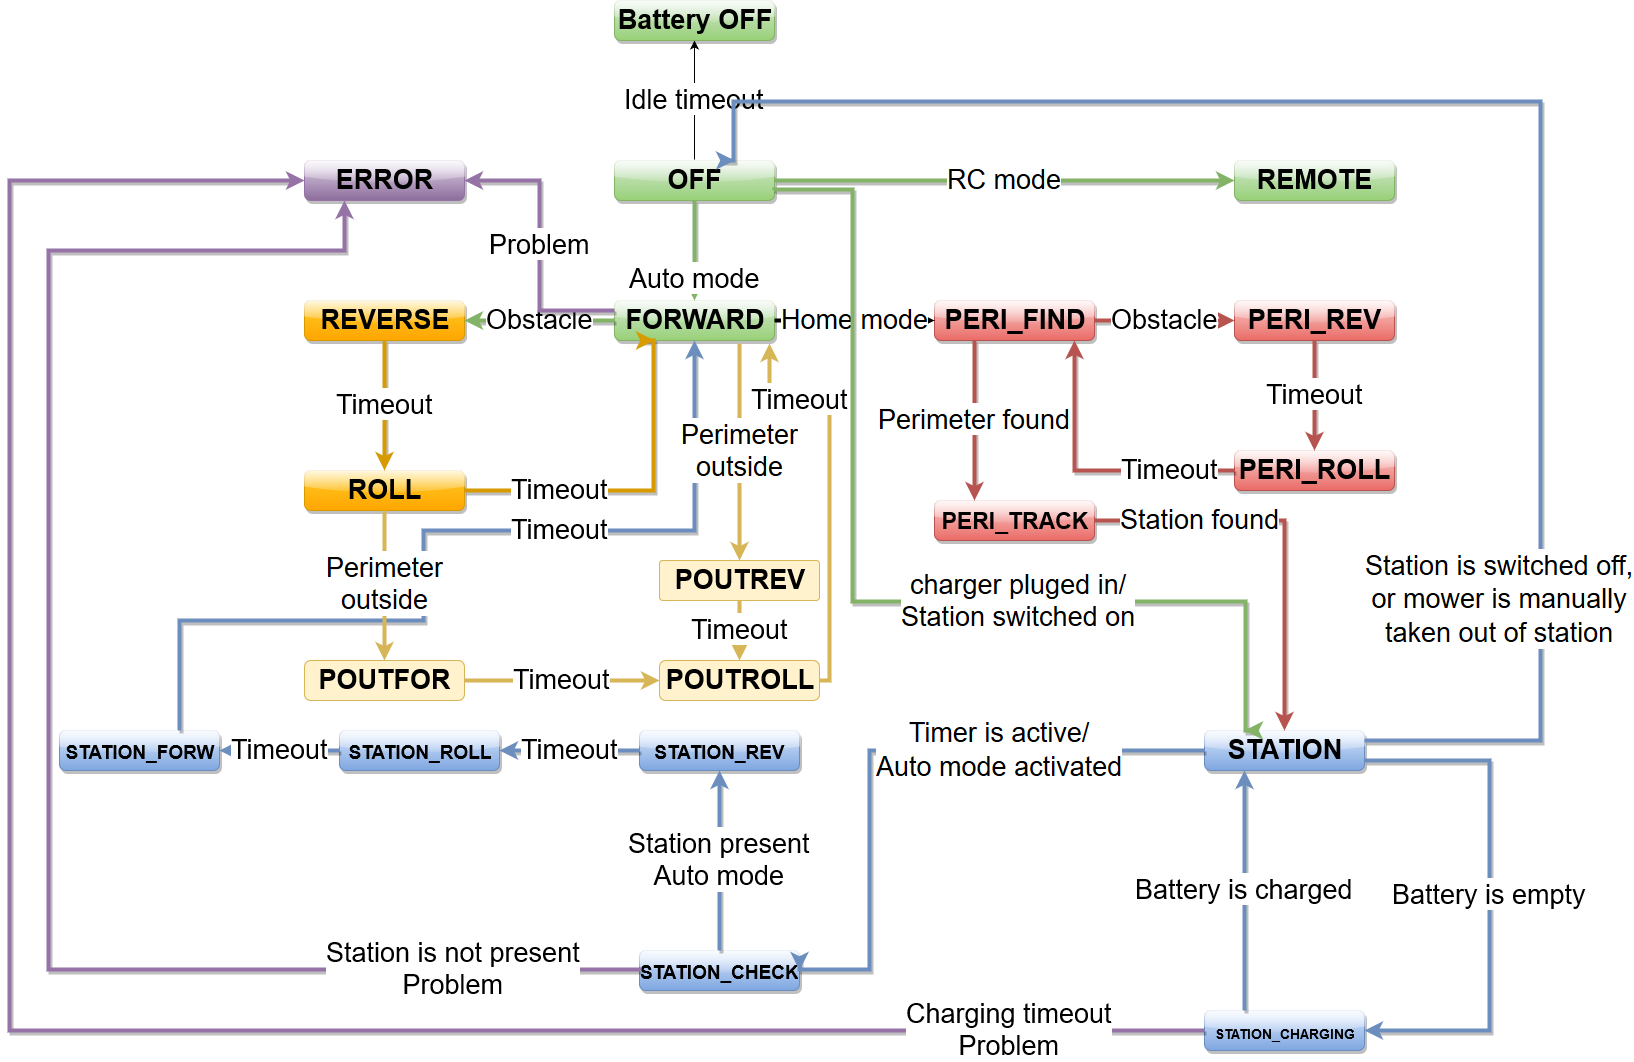 Battery OFF
Idle timeout
ERROR
OFF
RC mode
REMOTE
Problem
Auto mode
REVERSE
Obstacle
FORWARD
Home mode
PERI_FIND
Obstacle
PERI_REV
Timeout
Timeout
Timeout
Perimeter found
Perimeter
outside
ROLL
Timeout
Timeout
PERI_ROLL
Timeout
PERI_TRACK
Station found
Perimeter
outside
POUTREV
charger pluged in/
Station switched on
Station is switched off,
or mower is manually
taken out of station
Timeout
POUTFOR
Timeout
POUTROLL
STATION_FORW
Timeout
STATION_ROLL
Timeout
STATION_REV
Timer is active/
Auto mode activated
STATION
Station present
Auto mode
Battery is charged
Battery is empty
Station is not present
Problem
STATION_CHECK
Charging timeout
Problem
STATION_CHARGING